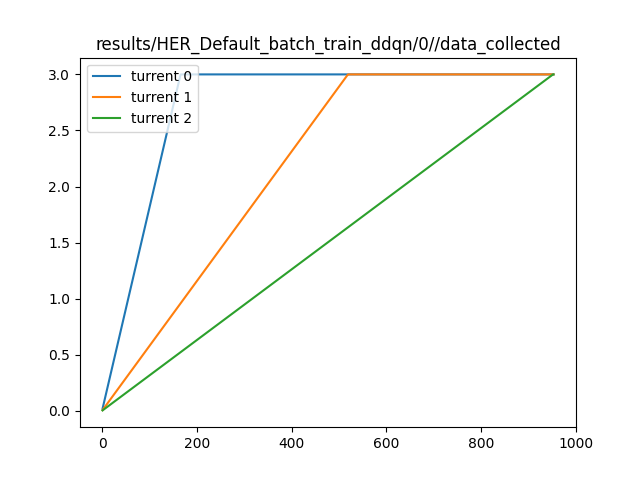 results/HER_Default_batch_train_ddqn/0//data_collected
turrent 0
turrent 1
turrent 2
3.0
2.5
2.0
1.5
1.0
0.5
0.0
0 200 400 600 800 1000